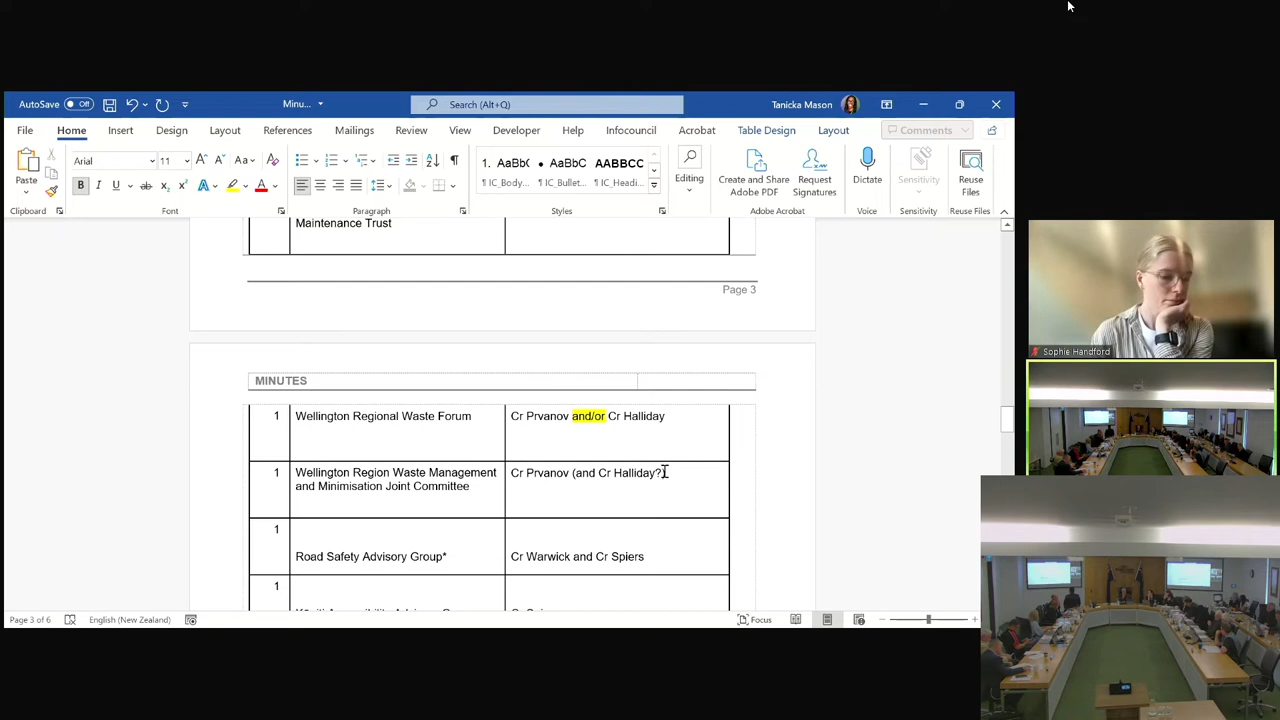 AutoSave Off
Minu...
Search (Alt+Q)
Tanicka Mason
File Home Insert Design Layout References Mailings Review View Developer Help Infocouncil Acrobat Table Design Layout
Comments
Paste
Arial 11
Aa
B I U ab x₂ x² A A
1. AaBbC
AaBbC
AABBCC
¶ IC_Body...
¶ IC_Bullet...
¶ IC_Headi...
Editing
Create and Share Adobe PDF
Request Signatures
Dictate
Sensitivity
Reuse Files
Clipboard Font Paragraph Styles Adobe Acrobat Voice Sensitivity Reuse Files
Maintenance Trust
Page 3
MINUTES
1 Wellington Regional Waste Forum Cr Prvanov and/or Cr Halliday
1 Wellington Region Waste Management Cr Prvanov (and Cr Halliday?)
and Minimisation Joint Committee
1
Road Safety Advisory Group* Cr Warwick and Cr Spiers
1
Page 3 of 6 English (New Zealand) Focus
Sophie Handford